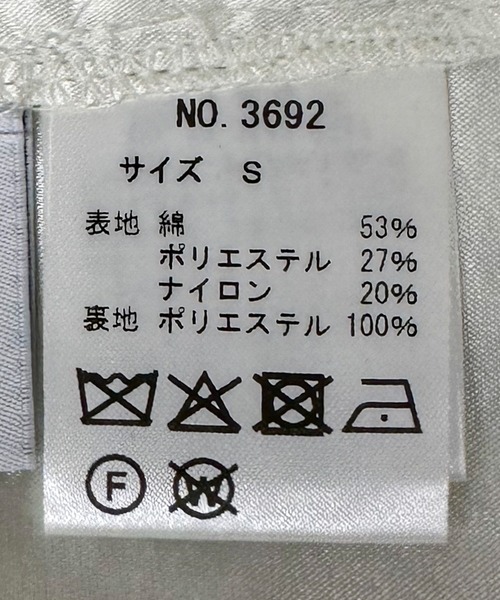 NO. 3692
サイズ S
表地 綿 53%
ポリエステル 27%
ナイロン 20%
裏地 ポリエステル 100%
F W